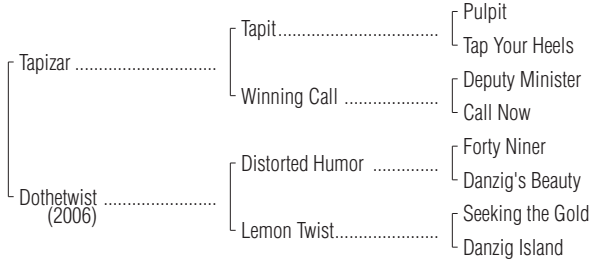 Pulpit
Tapit......................................
Tap Your Heels
Tapizar ............................
Deputy Minister
Winning Call ......................
Call Now
Forty Niner
Distorted Humor ...............
Danzig's Beauty
Dothetwist ......................
(2006)
Seeking the Gold
Lemon Twist........................
Danzig Island